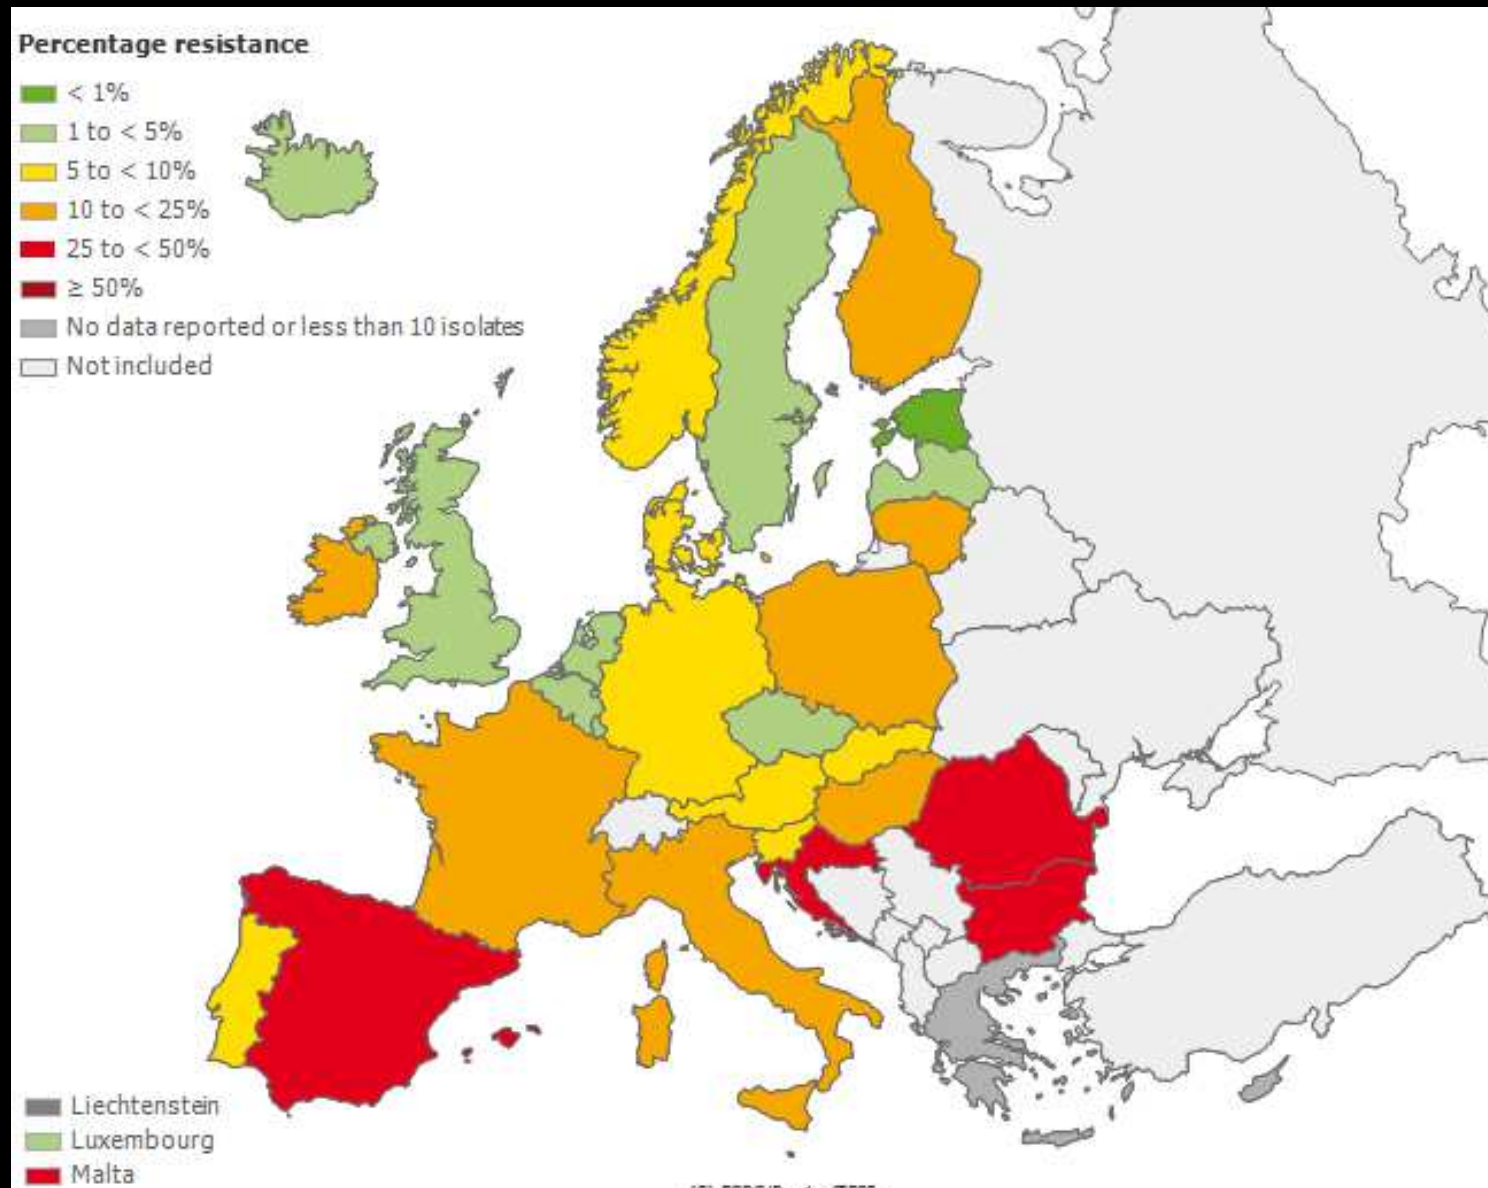 Percentage resistance
< 1%
1 to < 5%
5 to < 10%
10 to < 25%
25 to < 50%
≥ 50%
No data reported or less than 10 isolates
Not included
Liechtenstein
Luxembourg
Malta